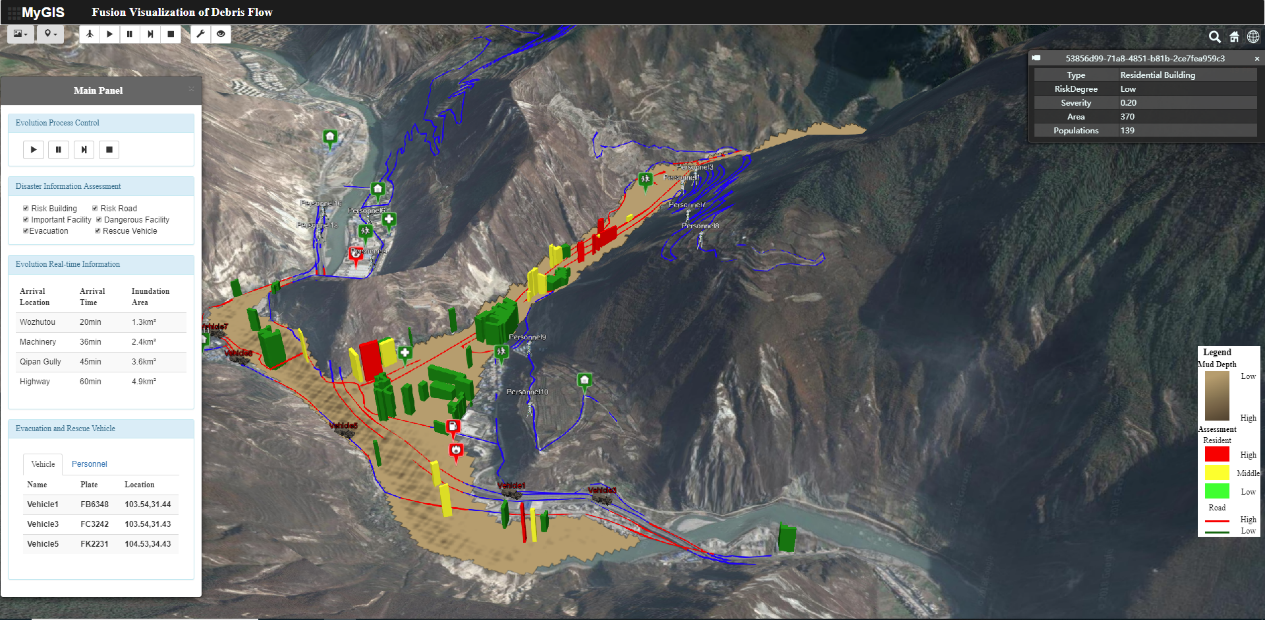 MyGIS Fusion Visualization of Debris Flow
53856d99-71a8-4851-b81b-2ce7fea959c3
Type Residential Building
RiskDegree Low
Severity 0.20
Area 370
Populations 139
Main Panel
Evolution Process Control
Disaster Information Assessment
Risk Building Risk Road
Important Facility Dangerous Facility
Evacuation Rescue Vehicle
Evolution Real-time Information
Arrival Arrival Inundation
Location Time Area
Wozhutou 20min 1.3km²
Machinery 36min 2.4km²
Qipan Gully 45min 3.6km²
Highway 60min 4.9km²
Evacuation and Rescue Vehicle
Vehicle Personnel
Name Plate Location
Vehicle1 FB6348 103.54,31.44
Vehicle3 FC3242 103.54,31.43
Vehicle5 FK2231 104.53,34.43
Personnel8
Personnel9
Personnel10
Vehicle7
Vehicle5
Vehicle1
Vehicle3
Legend
Mud Depth
Low
High
Assessment
Resident
High
Middle
Low
Road
High
Low